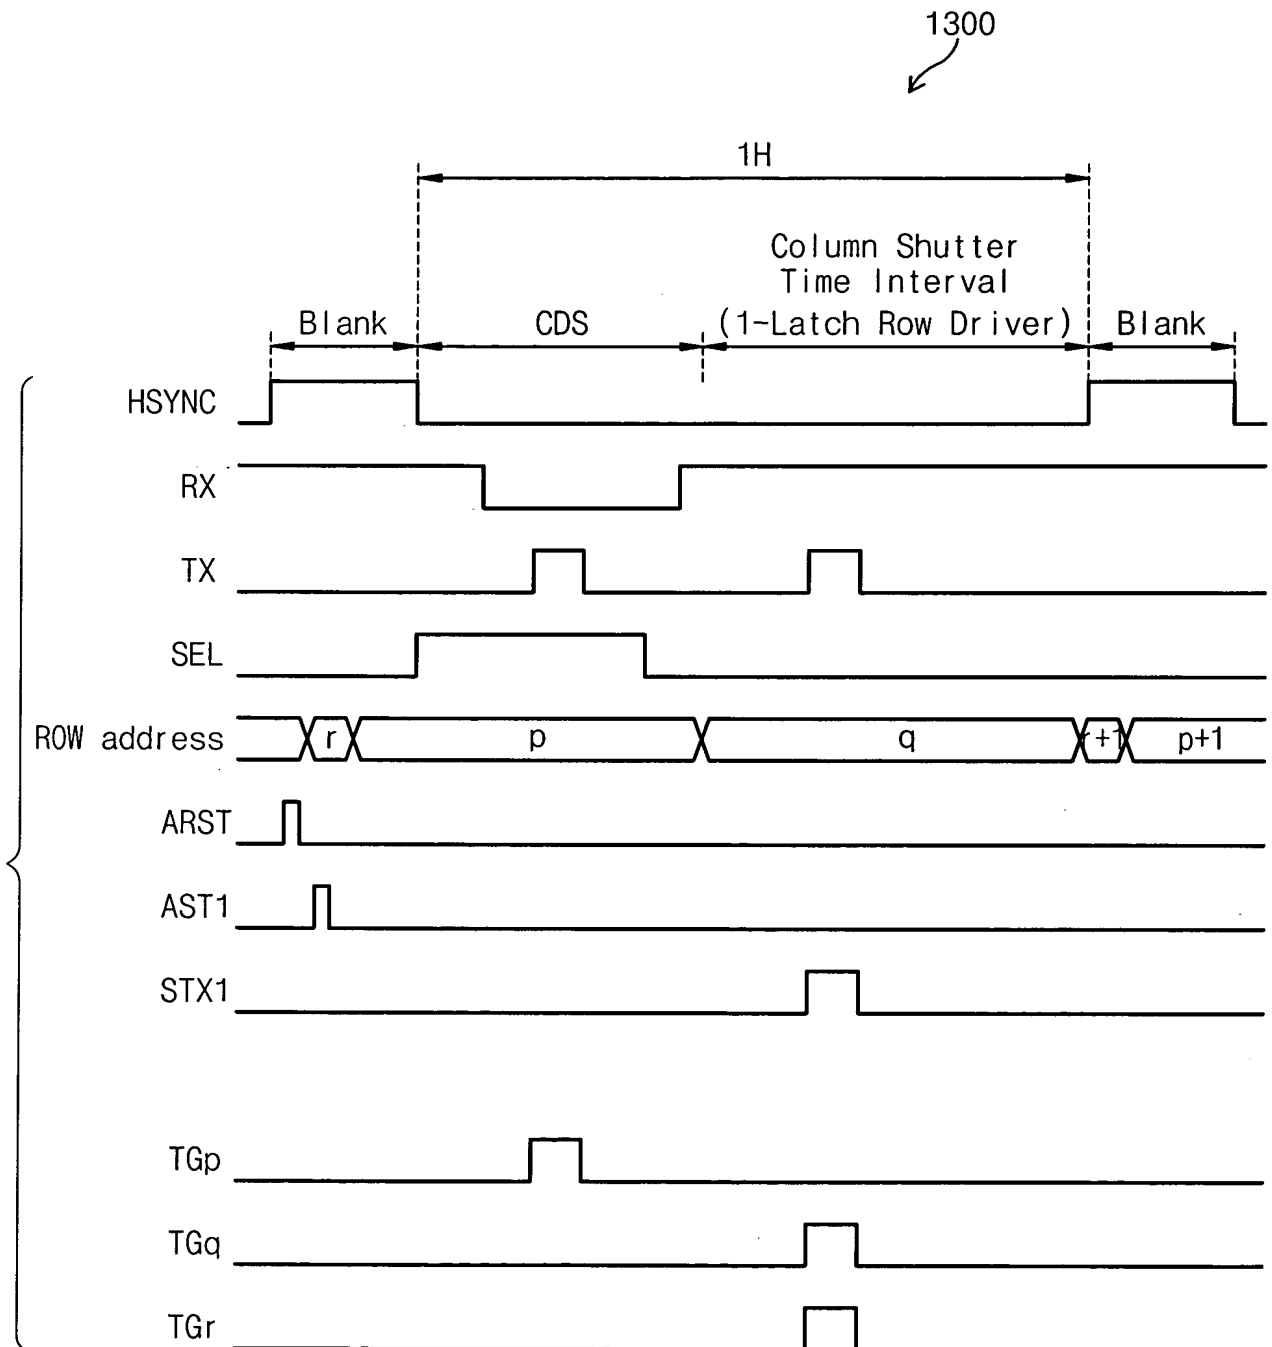 1300
1H
Column Shutter
Time Interval
Blank
CDS
(1-Latch Row Driver)
Blank
HSYNC
RX
TX
SEL
ROW address
r
p
q
r+1
p+1
ARST
AST1
STX1
TGp
TGq
TGr